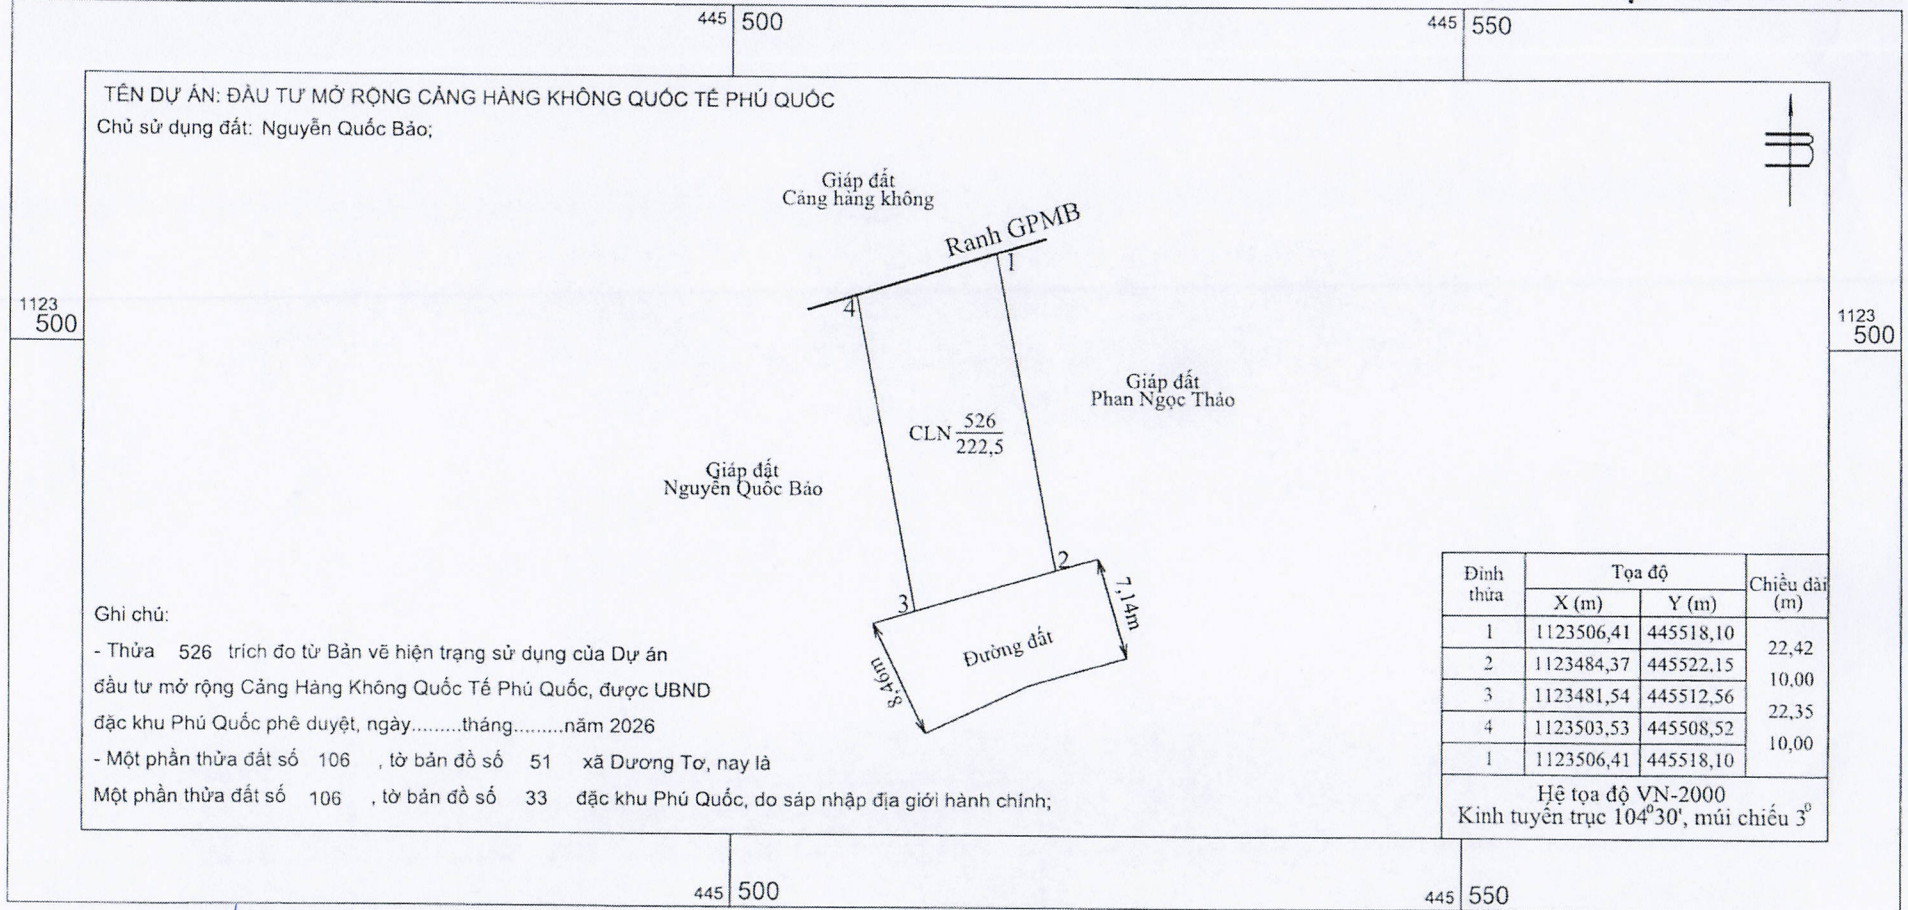 445 500
445 550
TÊN DỰ ÁN: ĐẦU TƯ MỞ RỘNG CẢNG HÀNG KHÔNG QUỐC TẾ PHÚ QUỐC
Chủ sử dụng đất: Nguyễn Quốc Bảo;
Giáp đất
Cảng hàng không
Ranh GPMB
1
4
1123
500
1123
500
Giáp đất
Phan Ngọc Thảo
CLN 526
222,5
Giáp đất
Nguyễn Quốc Bảo
2
3
7,14m
Đường đất
8,46m
Ghi chú:
- Thửa 526 trích đo từ Bản vẽ hiện trạng sử dụng của Dự án
đầu tư mở rộng Cảng Hàng Không Quốc Tế Phú Quốc, được UBND
đặc khu Phú Quốc phê duyệt, ngày.........tháng.........năm 2026
- Một phần thửa đất số 106 , tờ bản đồ số 51 xã Dương Tơ, nay là
Một phần thửa đất số 106 , tờ bản đồ số 33 đặc khu Phú Quốc, do sáp nhập địa giới hành chính;
Đỉnh thửa Tọa độ Chiều dài (m)
X (m) Y (m)
1 1123506,41 445518,10
22,42
2 1123484,37 445522,15
10,00
3 1123481,54 445512,56
22,35
4 1123503,53 445508,52
10,00
1 1123506,41 445518,10
Hệ tọa độ VN-2000
Kinh tuyến trục 104°30', múi chiếu 3°
445 500
445 550